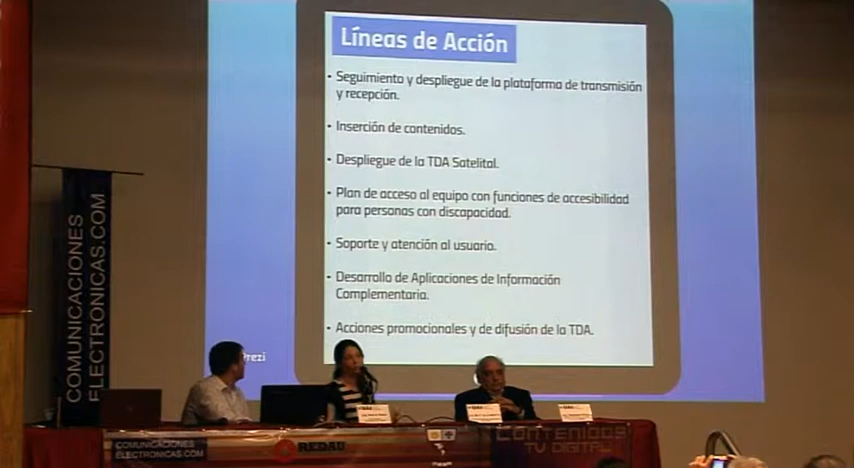 Líneas de Acción
• Seguimiento y despliegue de la plataforma de transmisión
y recepción.
• Inserción de contenidos.
• Despliegue de la TDA Satelital.
• Plan de acceso al equipo con funciones de accesibilidad
para personas con discapacidad.
• Soporte y atención al usuario.
• Desarrollo de Aplicaciones de Información
Complementaria.
• Acciones promocionales y de difusión de la TDA.
Prezi
COMUNICACIONES
ELECTRONICAS.COM
COMUNICACIONES
ELECTRONICAS.COM
REDAU
CONTENIDOS
TV DIGITAL